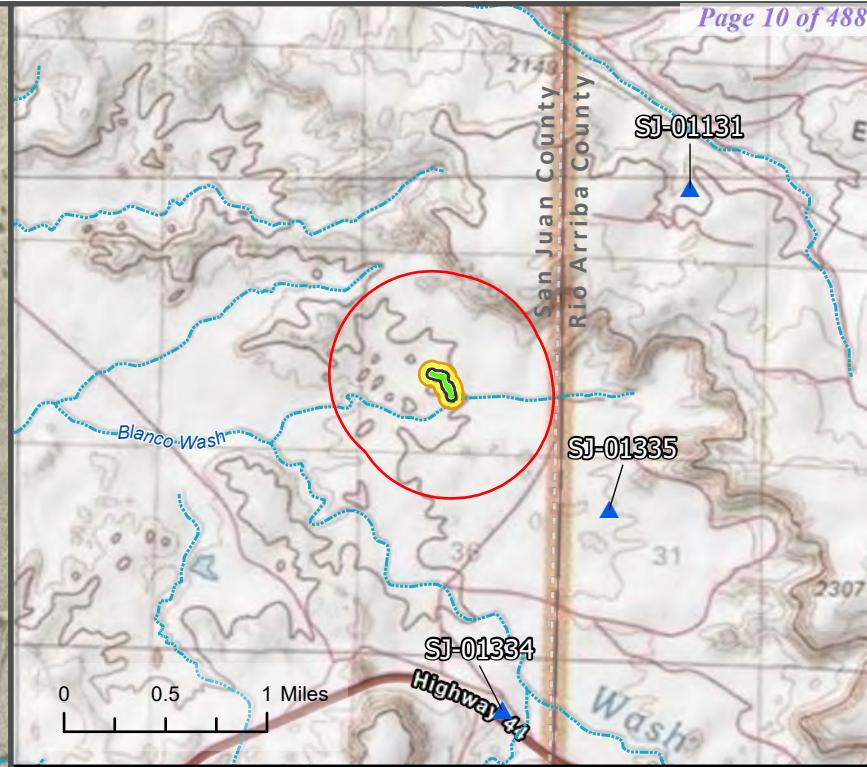 Page 10 of 488
2149
SJ-01131
San Juan County
Rio Arriba County
Blanco Wash
SJ-01335
36
31
2307
SJ-01334
0 0.5 1 Miles
Highway 44
Wash